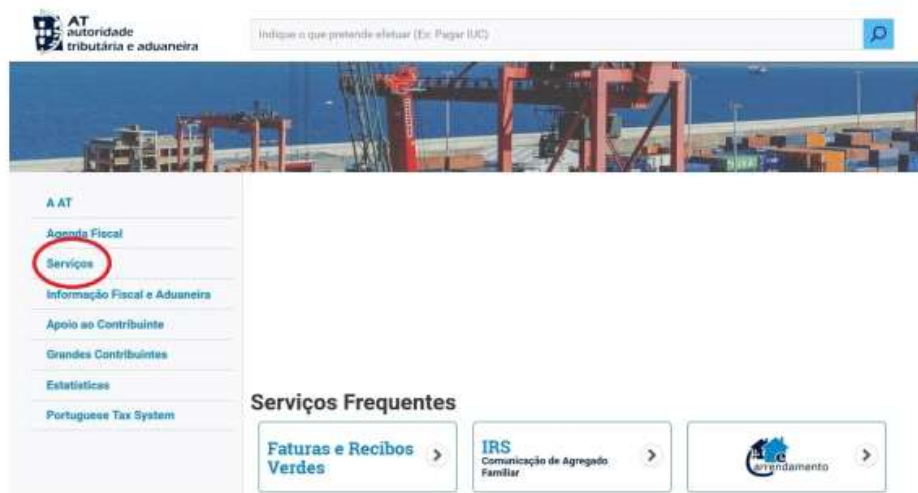 AT
autoridade
tributária e aduaneira
Indique o que pretende efetuar (Ex: Pagar IUC)
A AT
Agenda Fiscal
Serviços
Informação Fiscal e Aduaneira
Apoio ao Contribuinte
Grandes Contribuintes
Estatísticas
Portuguese Tax System
Serviços Frequentes
Faturas e Recibos
Verdes
IRS
Comunicação de Agregado
Familiar
e
arrendamento